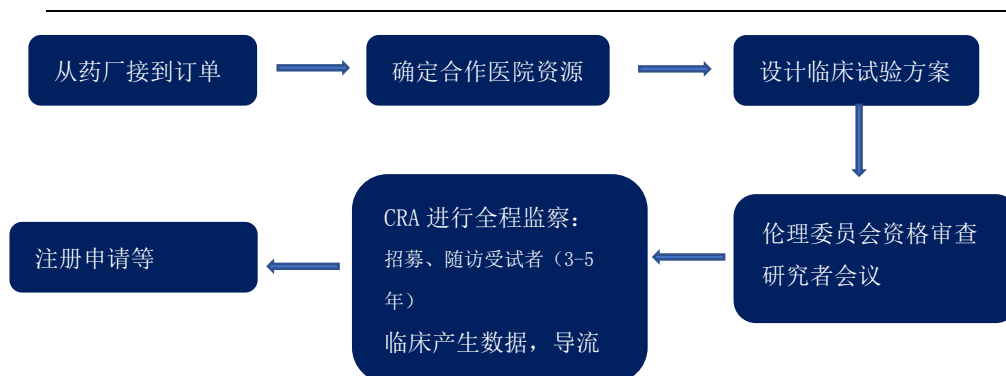 从药厂接到订单
确定合作医院资源
设计临床试验方案
伦理委员会资格审查
研究者会议
CRA 进行全程监察：
招募、随访受试者（3-5
年）
临床产生数据，导流
注册申请等